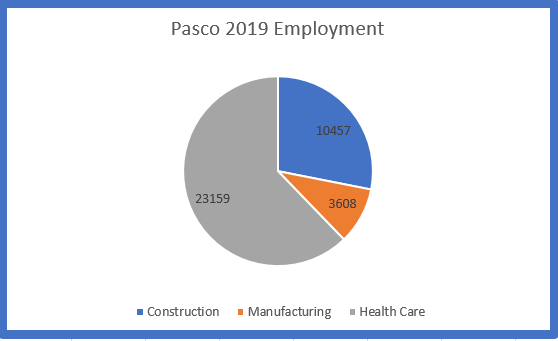 Pasco 2019 Employment
10457
3608
23159
Construction Manufacturing Health Care